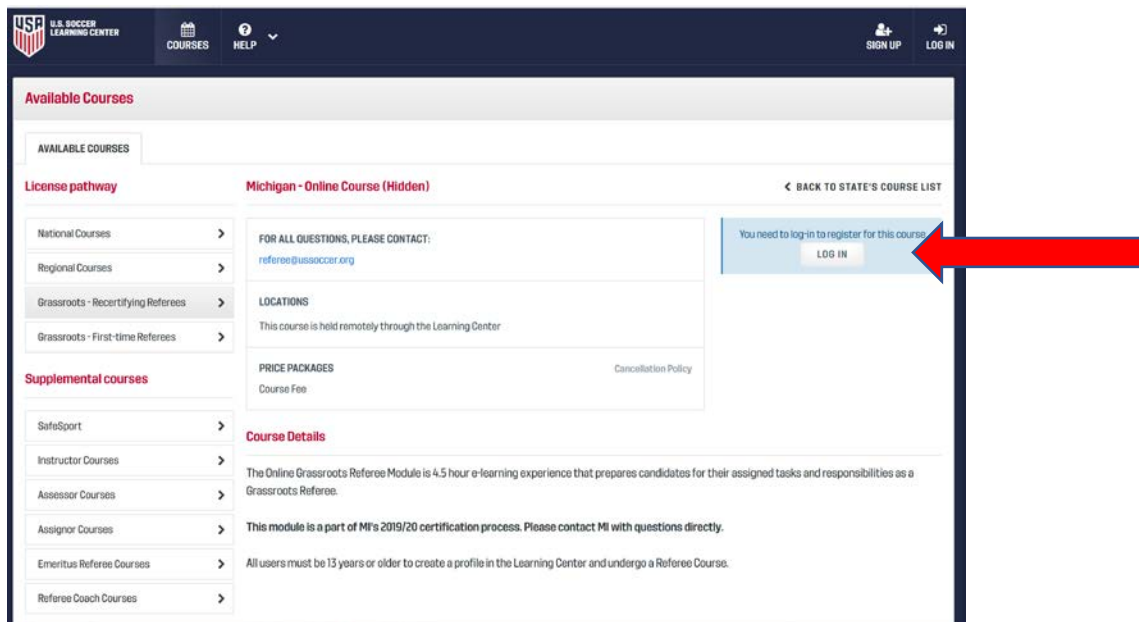 USA U.S. SOCCER
LEARNING CENTER
COURSES
HELP
SIGN UP
LOG IN
Available Courses
AVAILABLE COURSES
License pathway
National Courses
Regional Courses
Grassroots - Recertifying Referees
Grassroots - First-time Referees
Supplemental courses
SafeSport
Instructor Courses
Assessor Courses
Assignor Courses
Emeritus Referee Courses
Referee Coach Courses
Michigan - Online Course (Hidden)
BACK TO STATE'S COURSE LIST
FOR ALL QUESTIONS, PLEASE CONTACT:
referee@ussoccer.org
LOCATIONS
This course is held remotely through the Learning Center
PRICE PACKAGES
Cancellation Policy
Course Fee
You need to log-in to register for this course.
LOG IN
Course Details
The Online Grassroots Referee Module is 4.5 hour e-learning experience that prepares candidates for their assigned tasks and responsibilities as a
Grassroots Referee.
This module is a part of MI's 2019/20 certification process. Please contact MI with questions directly.
All users must be 13 years or older to create a profile in the Learning Center and undergo a Referee Course.